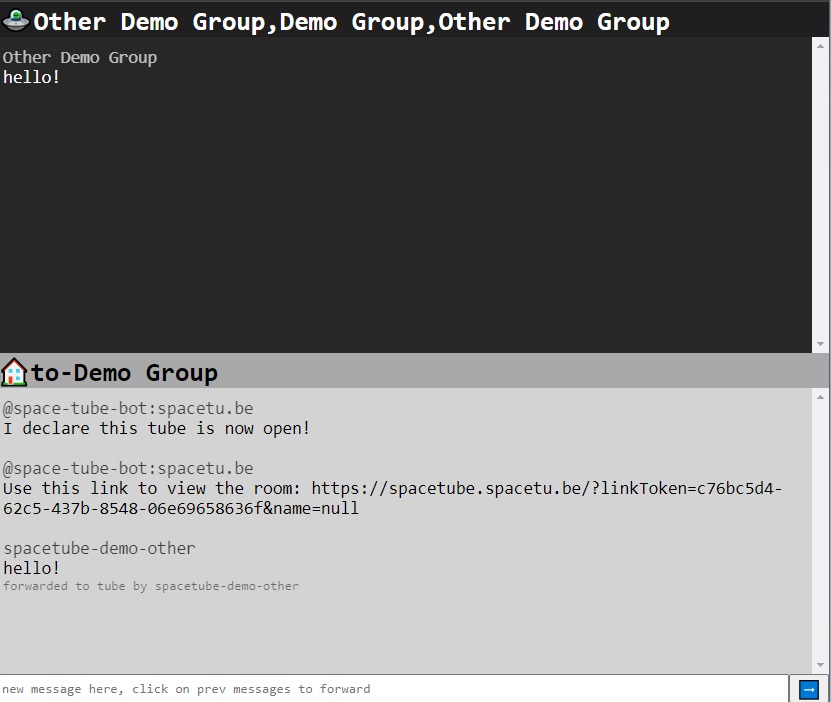 Other Demo Group,Demo Group,Other Demo Group
Other Demo Group
hello!
to-Demo Group
@space-tube-bot:spacetu.be
I declare this tube is now open!
@space-tube-bot:spacetu.be
Use this link to view the room: https://spacetube.spacetu.be/?linkToken=c76bc5d4-
62c5-437b-8548-06e69658636f&name=null
spacetube-demo-other
hello!
forwarded to tube by spacetube-demo-other
new message here, click on prev messages to forward